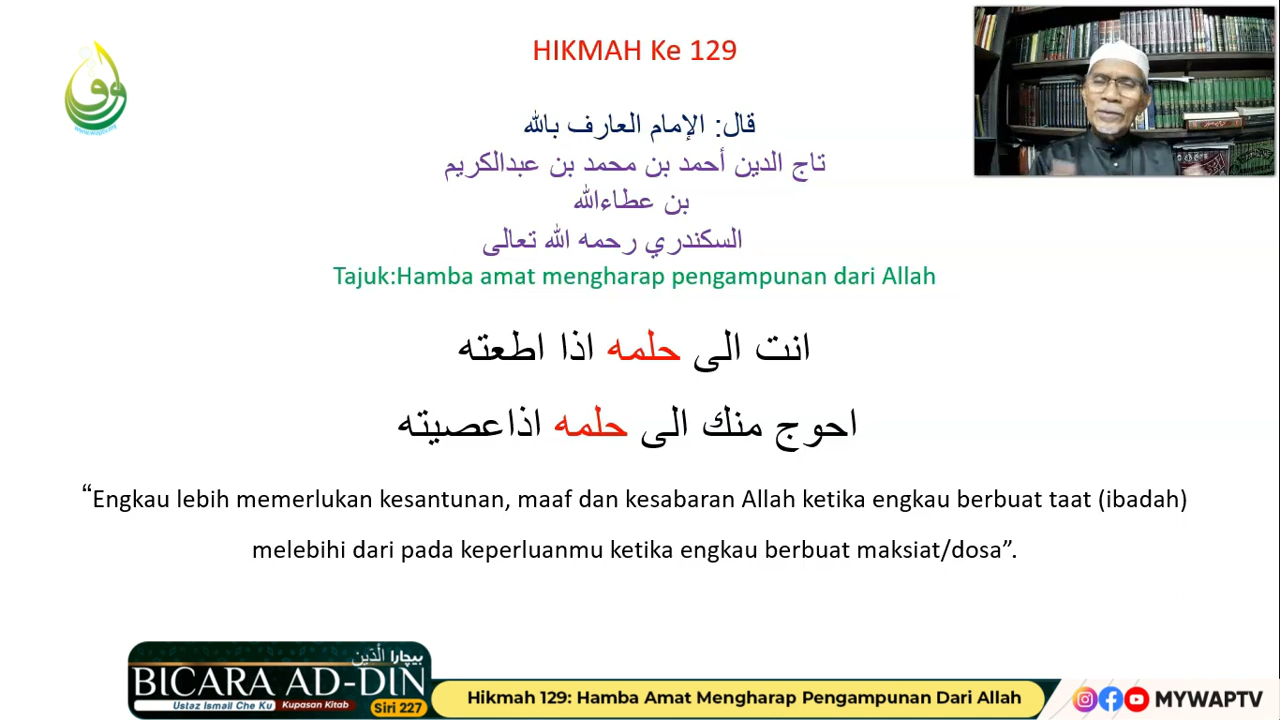 HIKMAH Ke 129
قال: الإمام العارف بالله
تاج الدين أحمد بن محمد بن عبدالكريم
بن عطاءالله
السكندري رحمه الله تعالى
Tajuk:Hamba amat mengharap pengampunan dari Allah
انت الى حلمه اذا اطعته
احوج منك الى حلمه اذاعصيته
“Engkau lebih memerlukan kesantunan, maaf dan kesabaran Allah ketika engkau berbuat taat (ibadah)
melebihi dari pada keperluanmu ketika engkau berbuat maksiat/dosa”.
بيچارا الدّين
BICARA AD-DIN
Ustaz Ismail Che Ku Kupasan Kitab Siri 227
Hikmah 129: Hamba Amat Mengharap Pengampunan Dari Allah
MYWAPTV